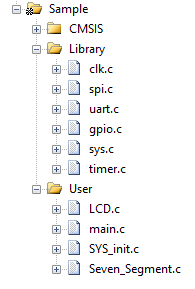 Sample
CMSIS
Library
clk.c
spi.c
uart.c
gpio.c
sys.c
timer.c
User
LCD.c
main.c
SYS_init.c
Seven_Segment.c